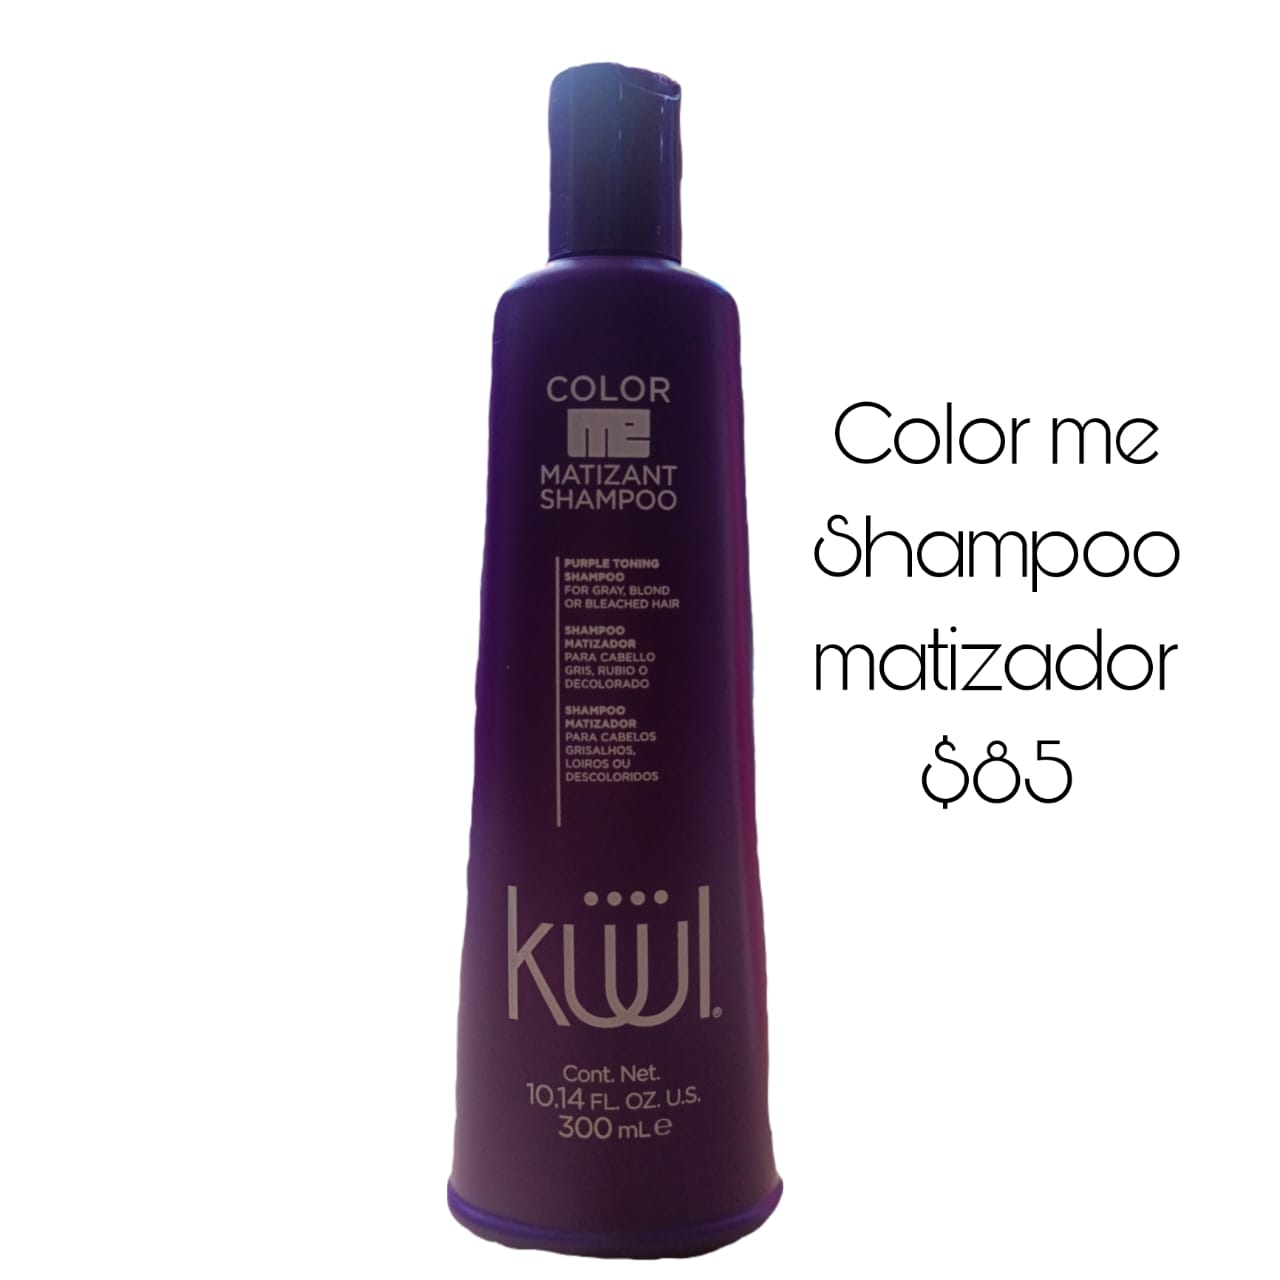 COLOR
me
MATIZANT
SHAMPOO
PURPLE TONING
SHAMPOO
FOR GRAY, BLOND
OR BLEACHED HAIR
SHAMPOO
MATIZADOR
PARA CABELLO
GRIS, RUBIO O
DECOLORADO
SHAMPOO
MATIZADOR
PARA CABELOS
GRISALHOS,
LOIROS OU
DESCOLORIDOS
küül®
Cont. Net.
10.14 FL. OZ. U.S.
300 mL ℮
Color me
Shampoo
matizador
$85